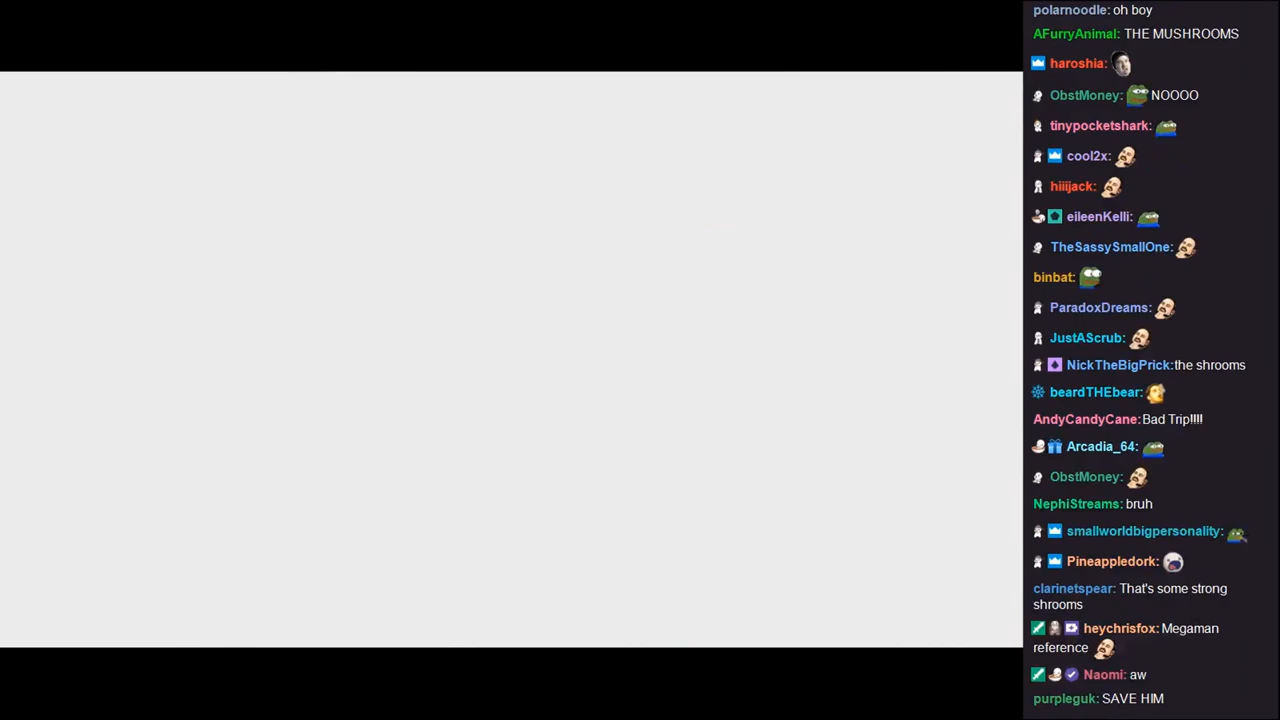 polarnoodle: oh boy
AFurryAnimal: THE MUSHROOMS
haroshia:
ObstMoney: NOOOO
tinypocketshark:
cool2x:
hiiijack:
eileenKelli:
TheSassySmallOne:
binbat:
ParadoxDreams:
JustAScrub:
NickTheBigPrick: the shrooms
beardTHEbear:
AndyCandyCane: Bad Trip!!!!
Arcadia_64:
ObstMoney:
NephiStreams: bruh
smallworldbigpersonality:
Pineappledork:
clarinetspear: That's some strong
shrooms
heychrisfox: Megaman
reference
Naomi: aw
purpleguk: SAVE HIM